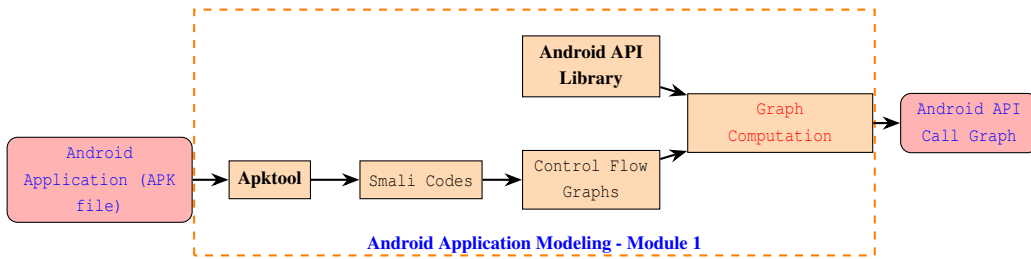 Android
Application (APK
file)
Apktool
Smali Codes
Control Flow
Graphs
Android API
Library
Graph
Computation
Android API
Call Graph
Android Application Modeling - Module 1